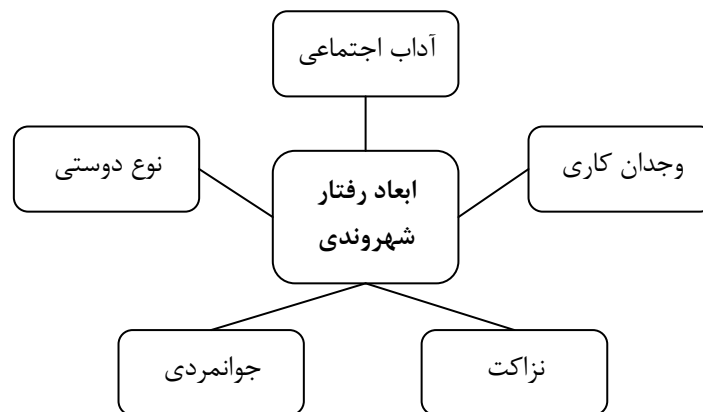 آداب اجتماعی
وجدان کاری
نوع دوستی
ابعاد رفتار
شهروندی
نزاکت
جوانمردی